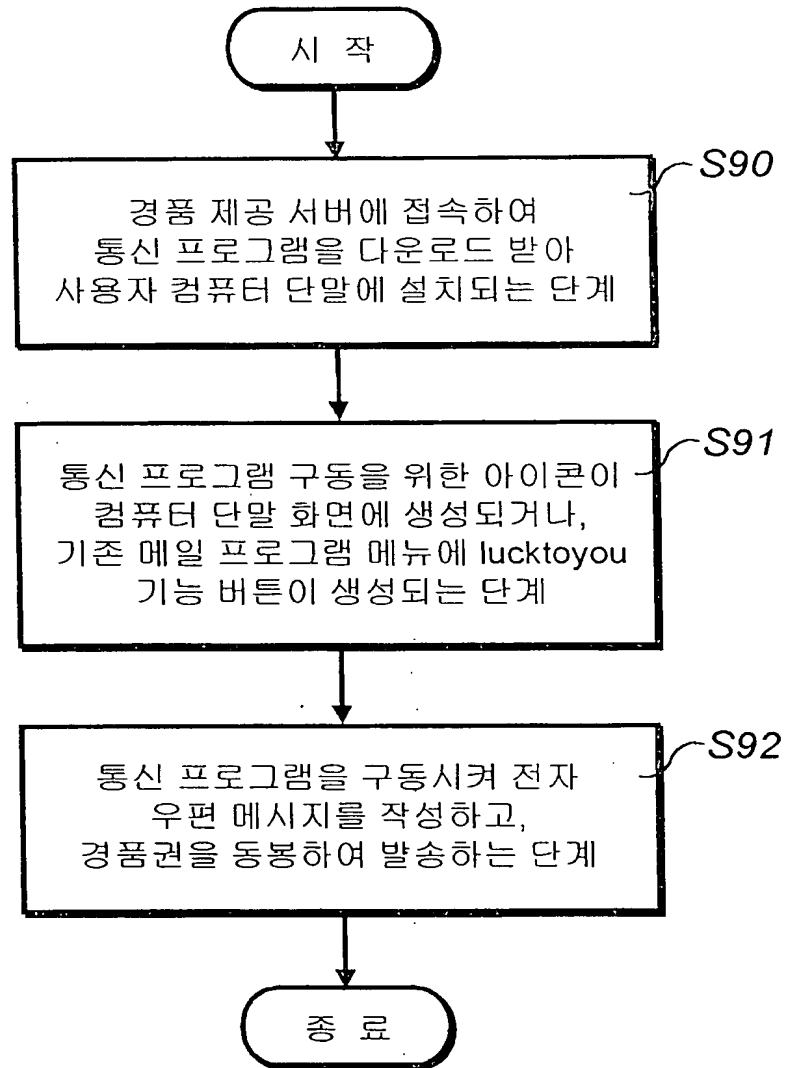 시 작
S90
경품 제공 서버에 접속하여
통신 프로그램을 다운로드 받아
사용자 컴퓨터 단말에 설치되는 단계
S91
통신 프로그램 구동을 위한 아이콘이
컴퓨터 단말 화면에 생성되거나,
기존 메일 프로그램 메뉴에 lucktoyou
기능 버튼이 생성되는 단계
S92
통신 프로그램을 구동시켜 전자
우편 메시지를 작성하고,
경품권을 동봉하여 발송하는 단계
종 료